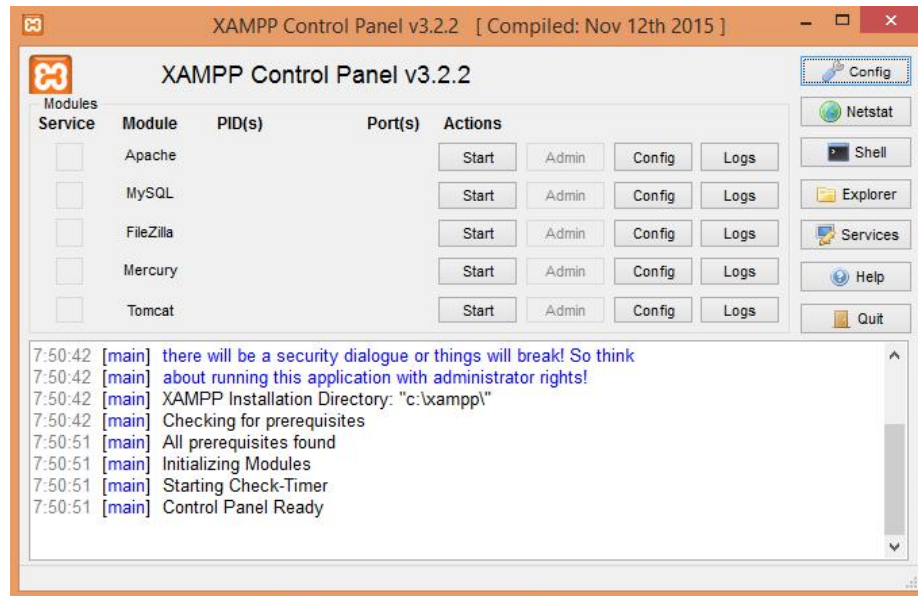 XAMPP Control Panel v3.2.2 [ Compiled: Nov 12th 2015 ]
XAMPP Control Panel v3.2.2
Config
Modules
Service Module PID(s) Port(s) Actions
Netstat
Apache Start Admin Config Logs
Shell
MySQL Start Admin Config Logs
Explorer
FileZilla Start Admin Config Logs
Services
Mercury Start Admin Config Logs
Help
Tomcat Start Admin Config Logs
Quit
7:50:42 [main] there will be a security dialogue or things will break! So think
7:50:42 [main] about running this application with administrator rights!
7:50:42 [main] XAMPP Installation Directory: "c:\xampp\"
7:50:42 [main] Checking for prerequisites
7:50:51 [main] All prerequisites found
7:50:51 [main] Initializing Modules
7:50:51 [main] Starting Check-Timer
7:50:51 [main] Control Panel Ready